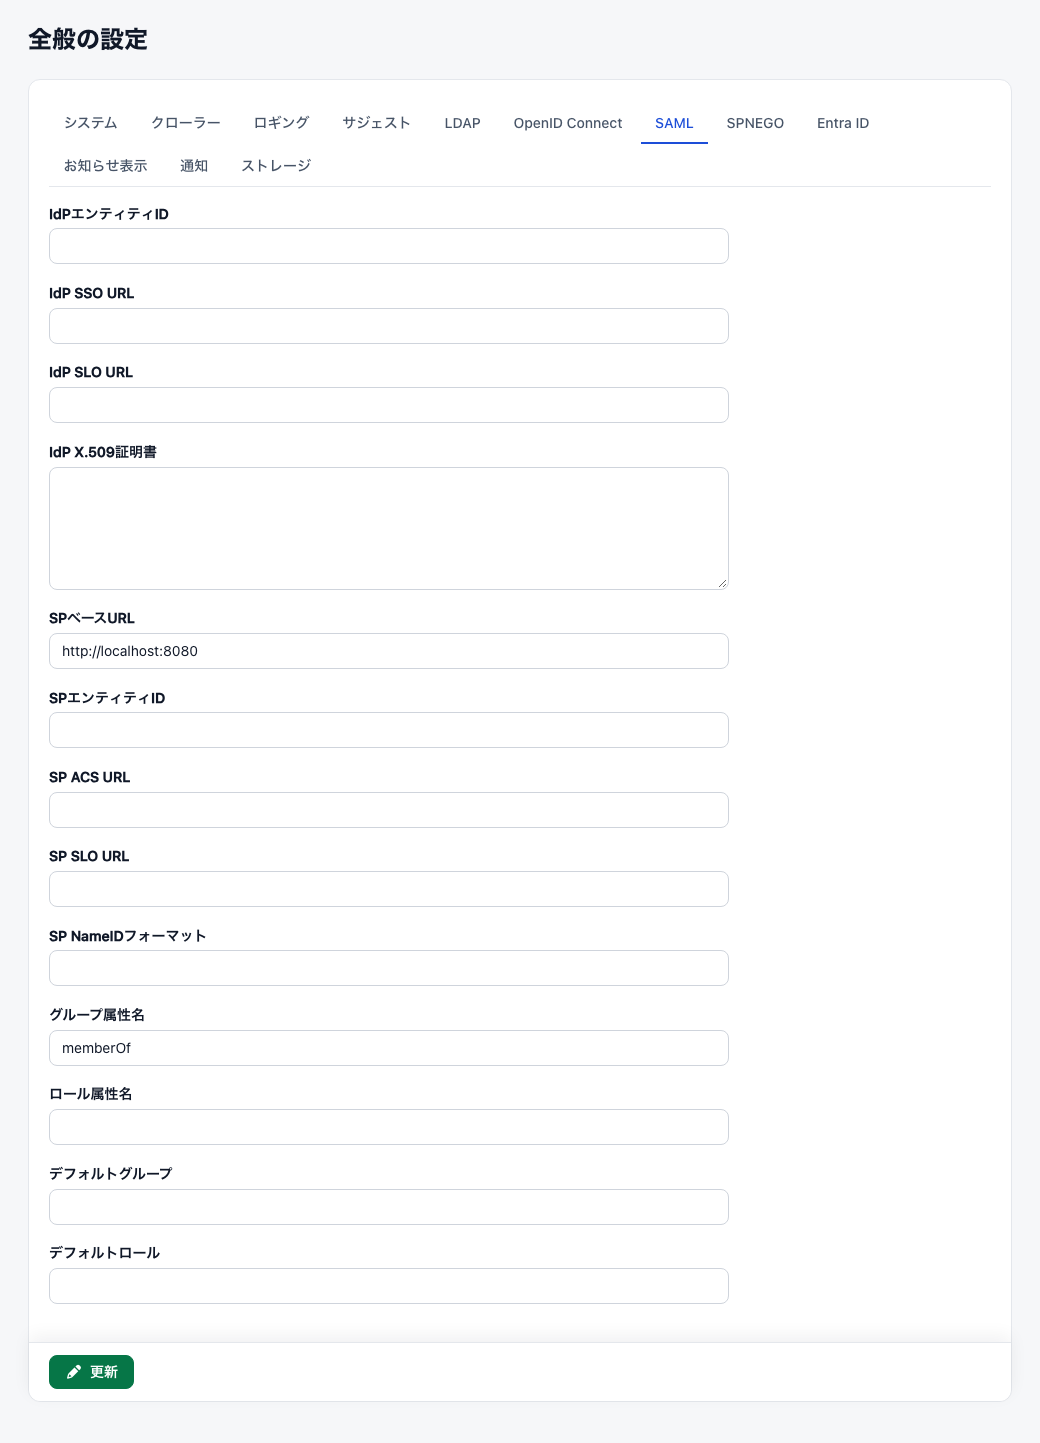 全般の設定
システム クローラー ロギング サジェスト LDAP OpenID Connect SAML SPNEGO Entra ID
お知らせ表示 通知 ストレージ
IdPエンティティID
IdP SSO URL
IdP SLO URL
IdP X.509証明書
SPベースURL
http://localhost:8080
SPエンティティID
SP ACS URL
SP SLO URL
SP NameIDフォーマット
グループ属性名
memberOf
ロール属性名
デフォルトグループ
デフォルトロール
更新